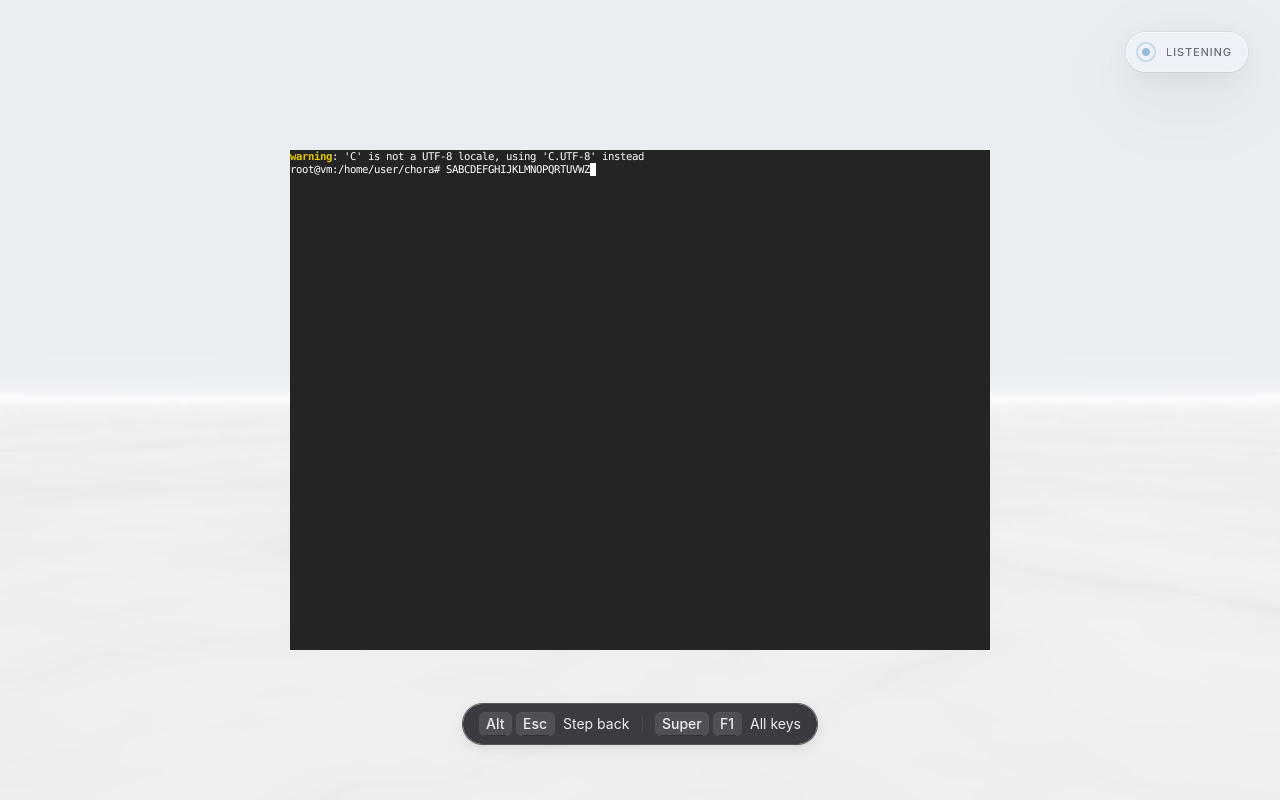 LISTENING
warning: 'C' is not a UTF-8 locale, using 'C.UTF-8' instead
root@vm:/home/user/chora# SABCDEFGHIJKLMNOPQRTUVWZ
Alt Esc Step back Super F1 All keys